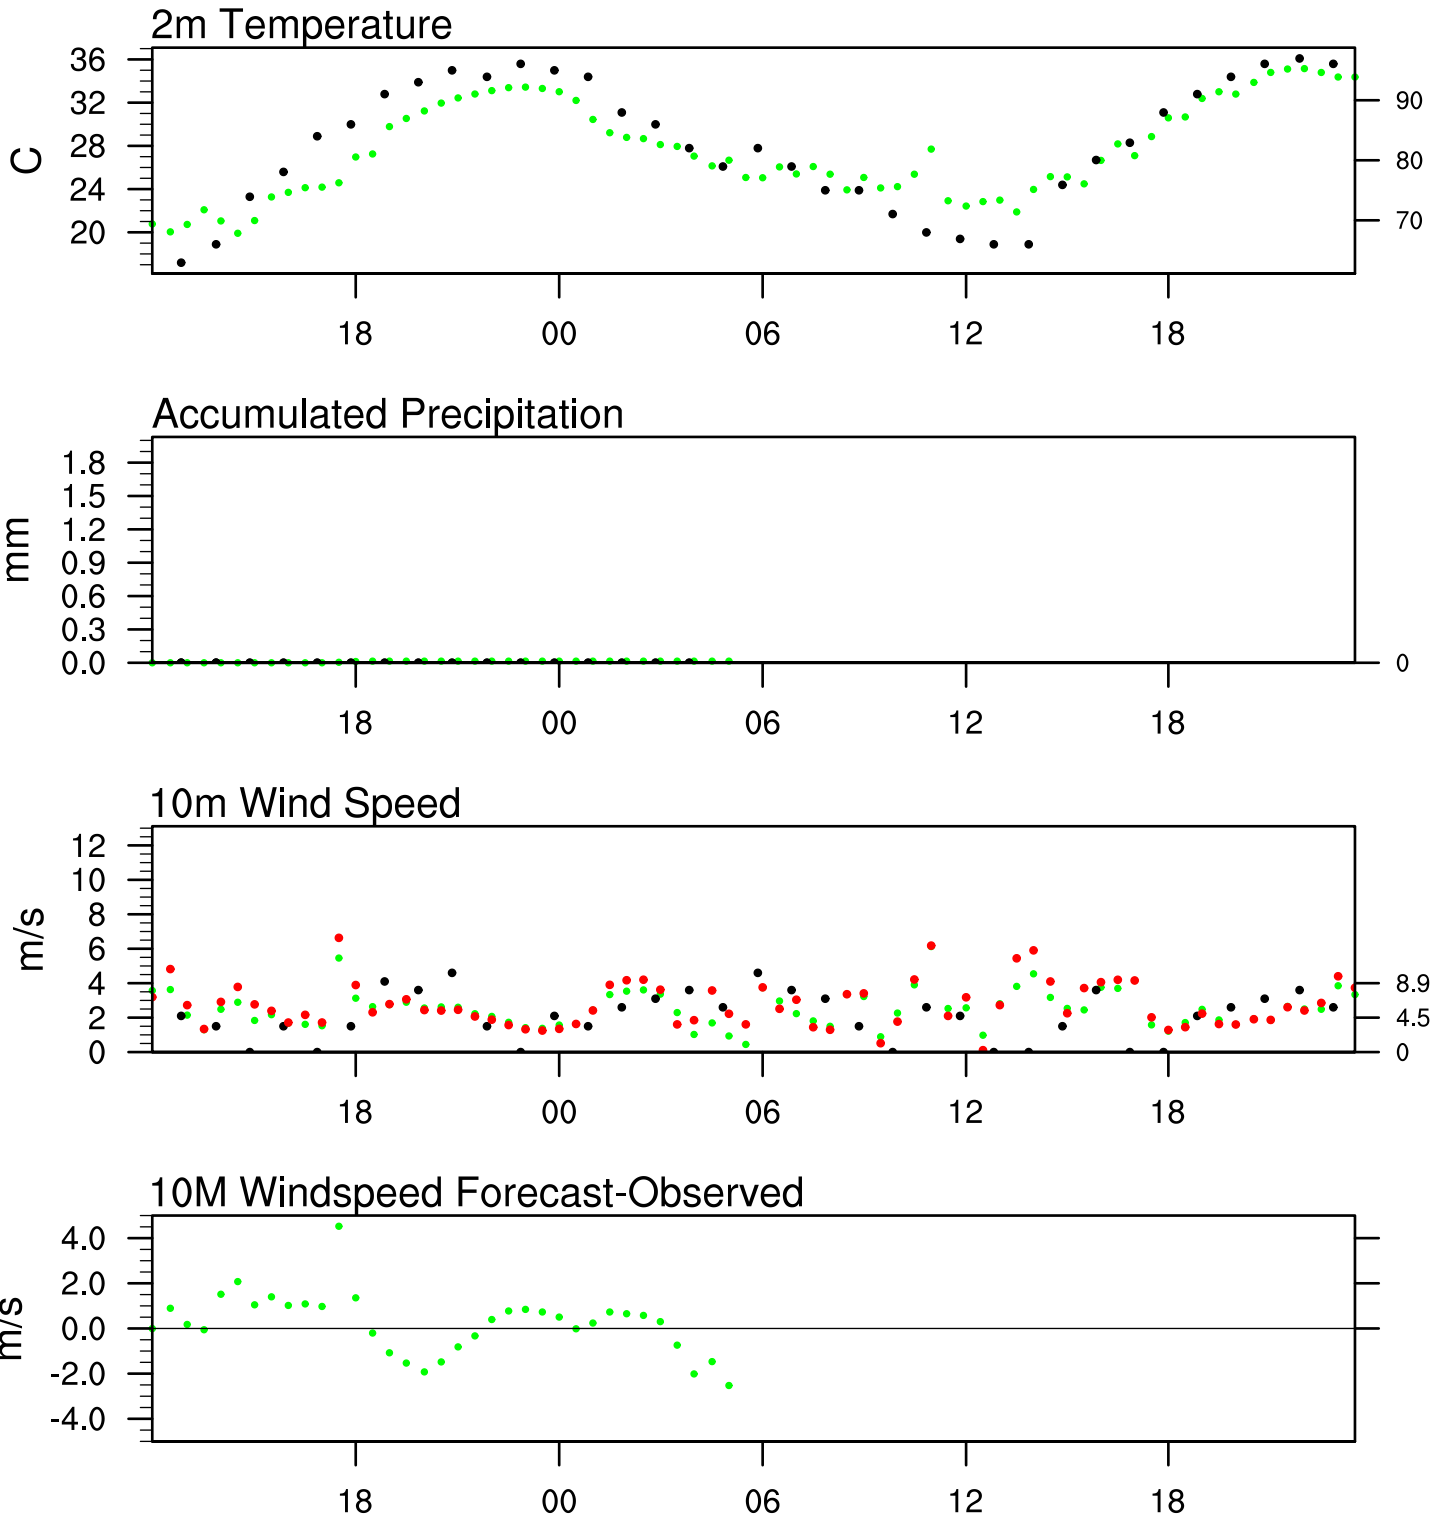 2m Temperature
36
32
28
24
20
C
90
80
70
18 00 06 12 18
Accumulated Precipitation
1.8
1.5
1.2
0.9
0.6
0.3
0.0
mm
0
18 00 06 12 18
10m Wind Speed
12
10
8
6
4
2
0
m/s
8.9
4.5
0
18 00 06 12 18
10M Windspeed Forecast-Observed
4.0
2.0
0.0
-2.0
-4.0
m/s
18 00 06 12 18